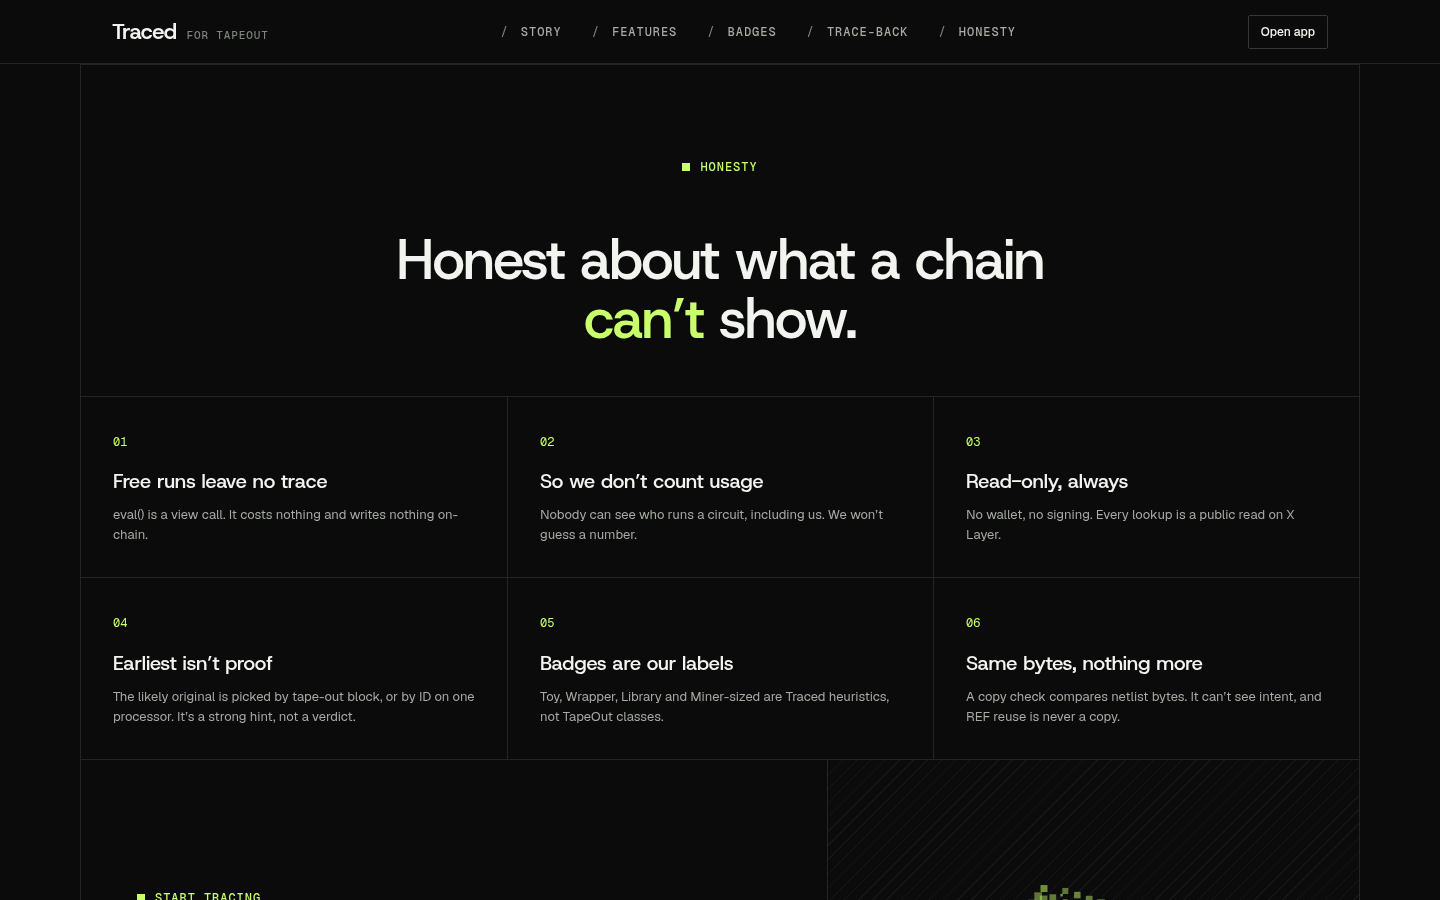 Traced FOR TAPEOUT
/ STORY / FEATURES / BADGES / TRACE-BACK / HONESTY
Open app
HONESTY
Honest about what a chain
can’t show.
01
Free runs leave no trace
eval() is a view call. It costs nothing and writes nothing on-
chain.
02
So we don’t count usage
Nobody can see who runs a circuit, including us. We won’t
guess a number.
03
Read-only, always
No wallet, no signing. Every lookup is a public read on X
Layer.
04
Earliest isn’t proof
The likely original is picked by tape-out block, or by ID on one
processor. It’s a strong hint, not a verdict.
05
Badges are our labels
Toy, Wrapper, Library and Miner-sized are Traced heuristics,
not TapeOut classes.
06
Same bytes, nothing more
A copy check compares netlist bytes. It can’t see intent, and
REF reuse is never a copy.
START TRACING